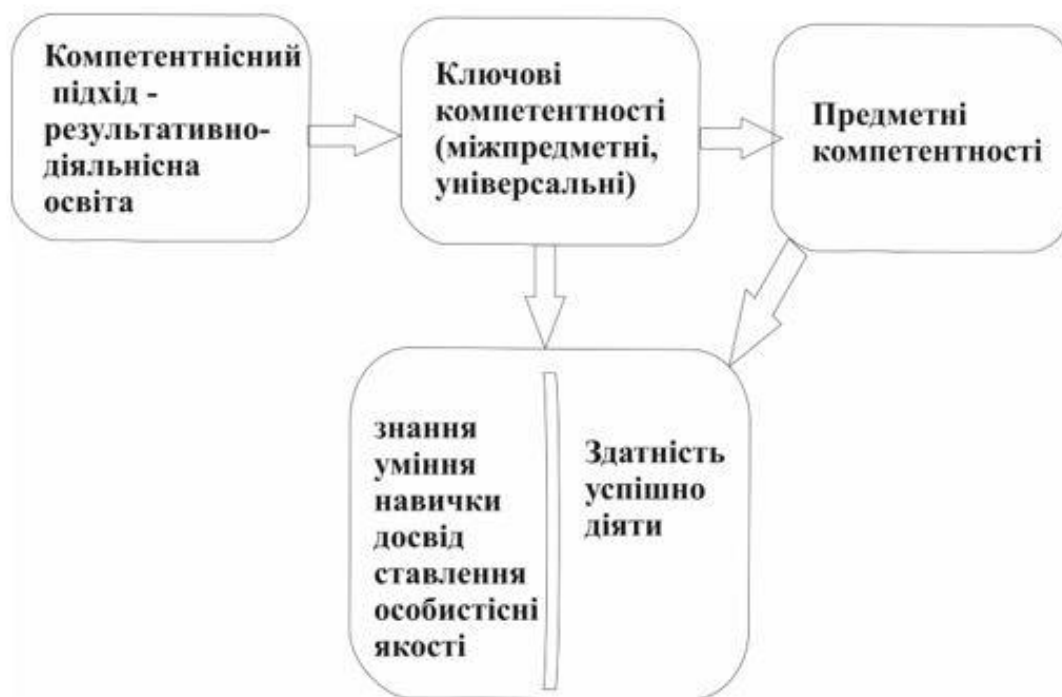 Компетентнісний
підхід -
результативно-
діяльнісна
освіта
Ключові
компетентності
(міжпредметні,
універсальні)
Предметні
компетентності
знання
уміння
навички
досвід
ставлення
особистісні
якості
Здатність
успішно
діяти